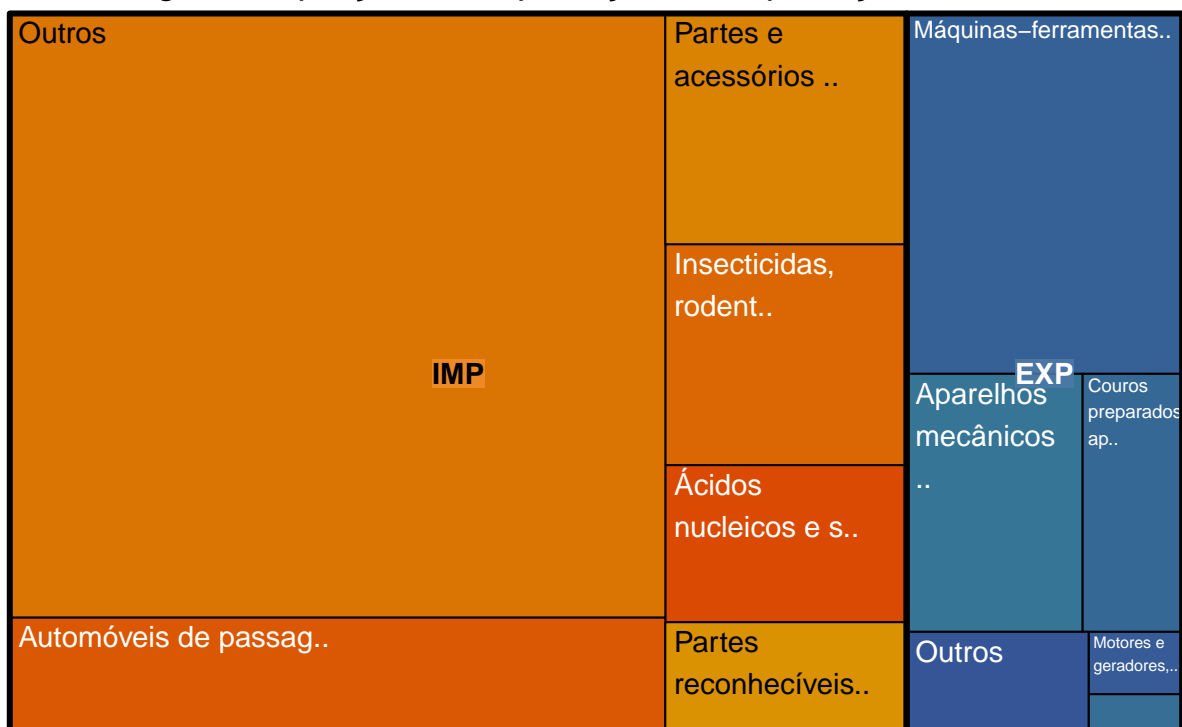 Outros
Partes e
acessórios ..
Máquinas–ferramentas..
Insecticidas,
rodent..
IMP
EXP
Aparelhos
mecânicos
..
Couros
preparados
ap..
Ácidos
nucleicos e s..
Automóveis de passag..
Partes
reconhecíveis..
Outros
Motores e
geradores,..